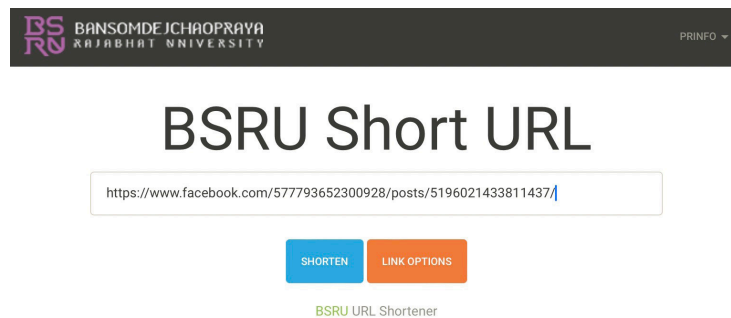 BS
RU
BANSOMDEJCHAOPRAYA
RAJABHAT UNIVERSITY
PRINFO
BSRU Short URL
https://www.facebook.com/577793652300928/posts/5196021433811437/
SHORTEN
LINK OPTIONS
BSRU URL Shortener